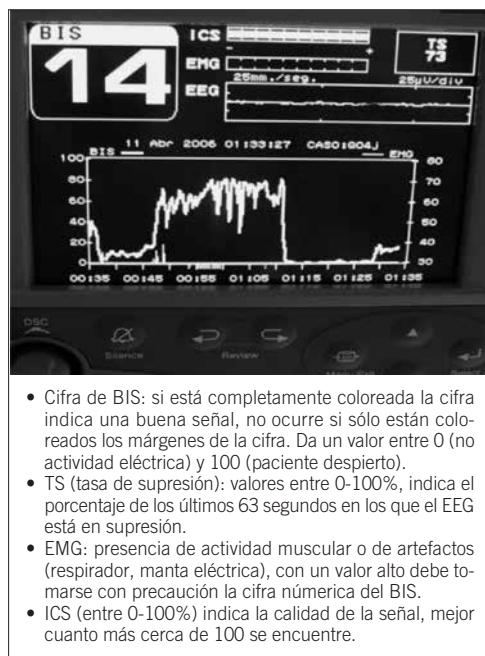 BIS
14
ICS
- +
EMG
25mm./seg. 25µV/div
EEG
TS
73
11 Abr 2006 01:33:27 CASO1G04J
BIS EMG
100 80
80 70
60 60
40 50
20 40
0 30
00:35 00:45 00:55 01:05 01:15 01:25 01:35
Silence
Review
• Cifra de BIS: si está completamente coloreada la cifra
indica una buena señal, no ocurre si sólo están colo-
reados los márgenes de la cifra. Da un valor entre 0 (no
actividad eléctrica) y 100 (paciente despierto).
• TS (tasa de supresión): valores entre 0-100%, indica el
porcentaje de los últimos 63 segundos en los que el EEG
está en supresión.
• EMG: presencia de actividad muscular o de artefactos
(respirador, manta eléctrica), con un valor alto debe to-
marse con precaución la cifra númerica del BIS.
• ICS (entre 0-100%) indica la calidad de la señal, mejor
cuanto más cerca de 100 se encuentre.